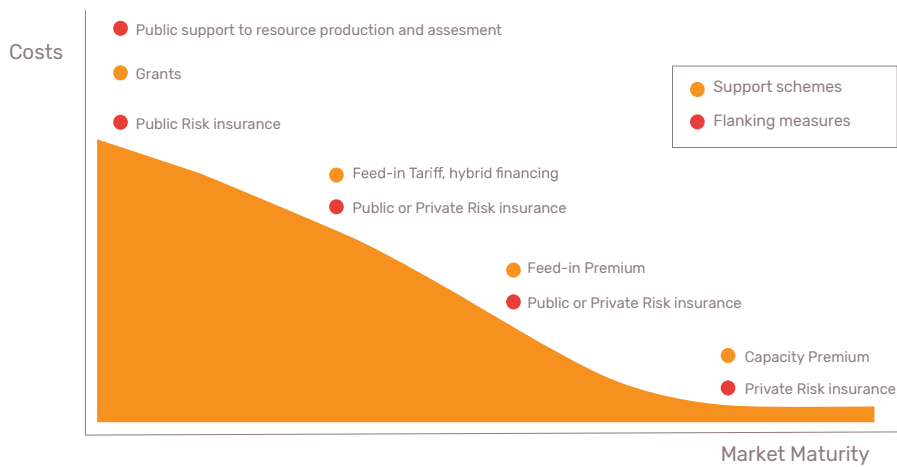 Costs
Public support to resource production and assesment
Grants
Public Risk insurance
Support schemes
Flanking measures
Feed-in Tariff, hybrid financing
Public or Private Risk insurance
Feed-in Premium
Public or Private Risk insurance
Capacity Premium
Private Risk insurance
Market Maturity